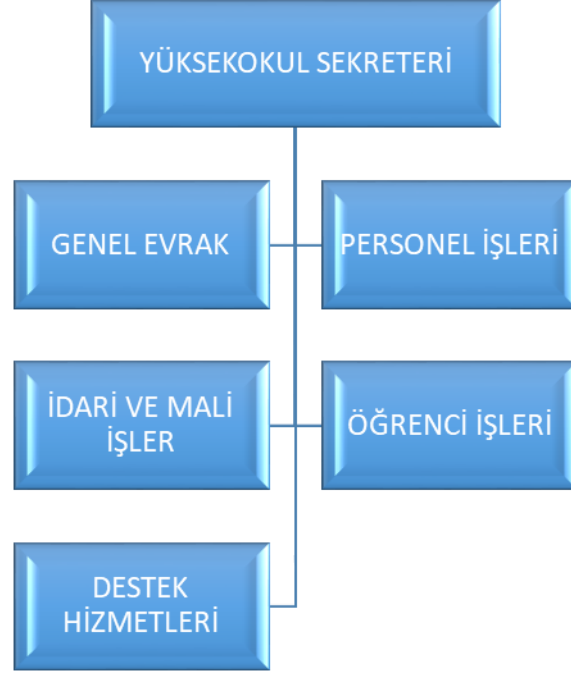 YÜKSEKOKUL SEKRETERİ
GENEL EVRAK
PERSONEL İŞLERİ
İDARİ VE MALİ
İŞLER
ÖĞRENCİ İŞLERİ
DESTEK
HİZMETLERİ